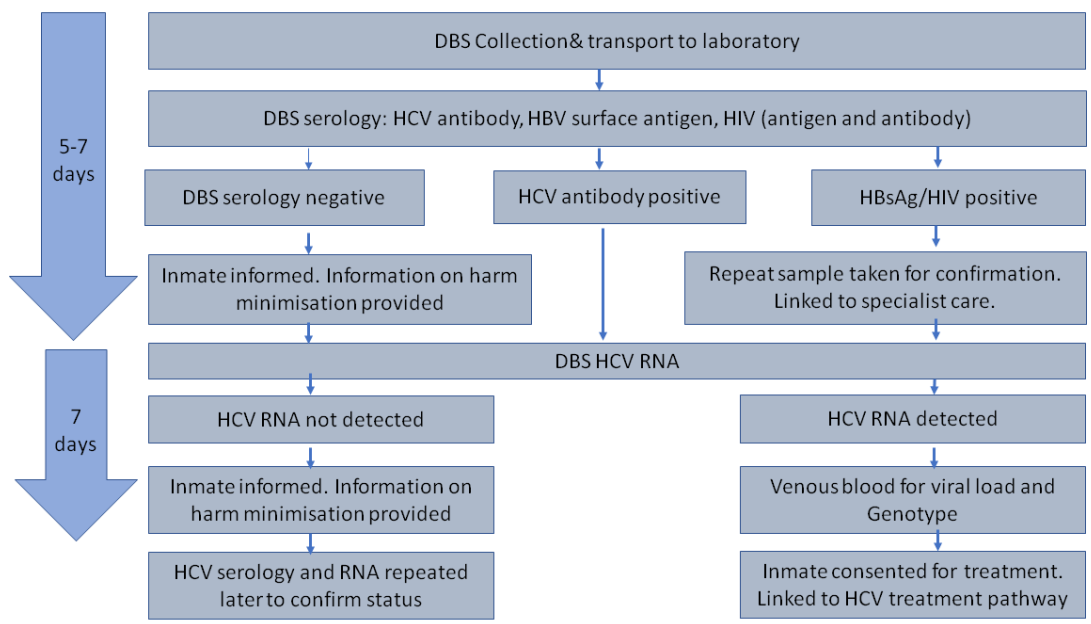 DBS Collection& transport to laboratory
DBS serology: HCV antibody, HBV surface antigen, HIV (antigen and antibody)
5-7
days
DBS serology negative
HCV antibody positive
HBsAg/HIV positive
Inmate informed. Information on harm
minimisation provided
Repeat sample taken for confirmation.
Linked to specialist care.
DBS HCV RNA
7
days
HCV RNA not detected
HCV RNA detected
Inmate informed. Information on
harm minimisation provided
Venous blood for viral load and
Genotype
HCV serology and RNA repeated
later to confirm status
Inmate consented for treatment.
Linked to HCV treatment pathway